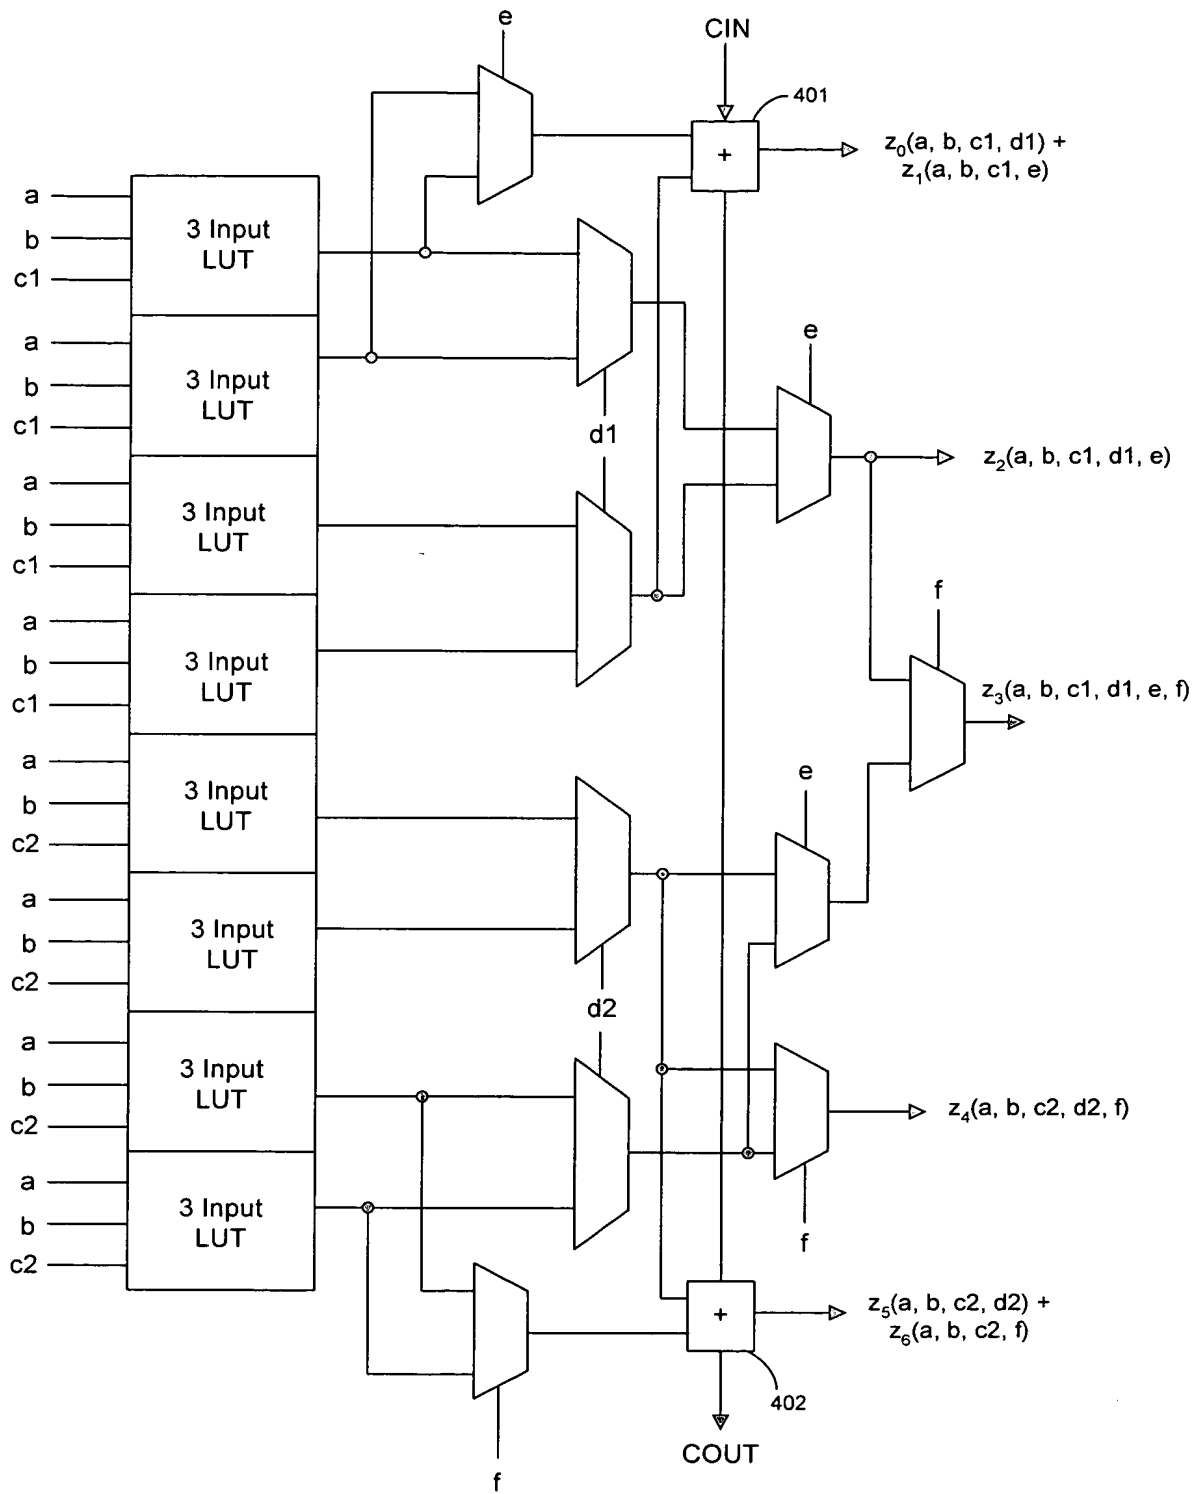 e
CIN
401
z0(a, b, c1, d1) +
z1(a, b, c1, e)
+
a
b
c1
3 Input
LUT
a
b
c1
3 Input
LUT
d1
e
z2(a, b, c1, d1, e)
a
b
c1
3 Input
LUT
a
b
c1
3 Input
LUT
f
z3(a, b, c1, d1, e, f)
a
b
c2
3 Input
LUT
e
a
b
c2
3 Input
LUT
d2
a
b
c2
3 Input
LUT
z4(a, b, c2, d2, f)
a
b
c2
3 Input
LUT
f
+
z5(a, b, c2, d2) +
z6(a, b, c2, f)
402
COUT
f